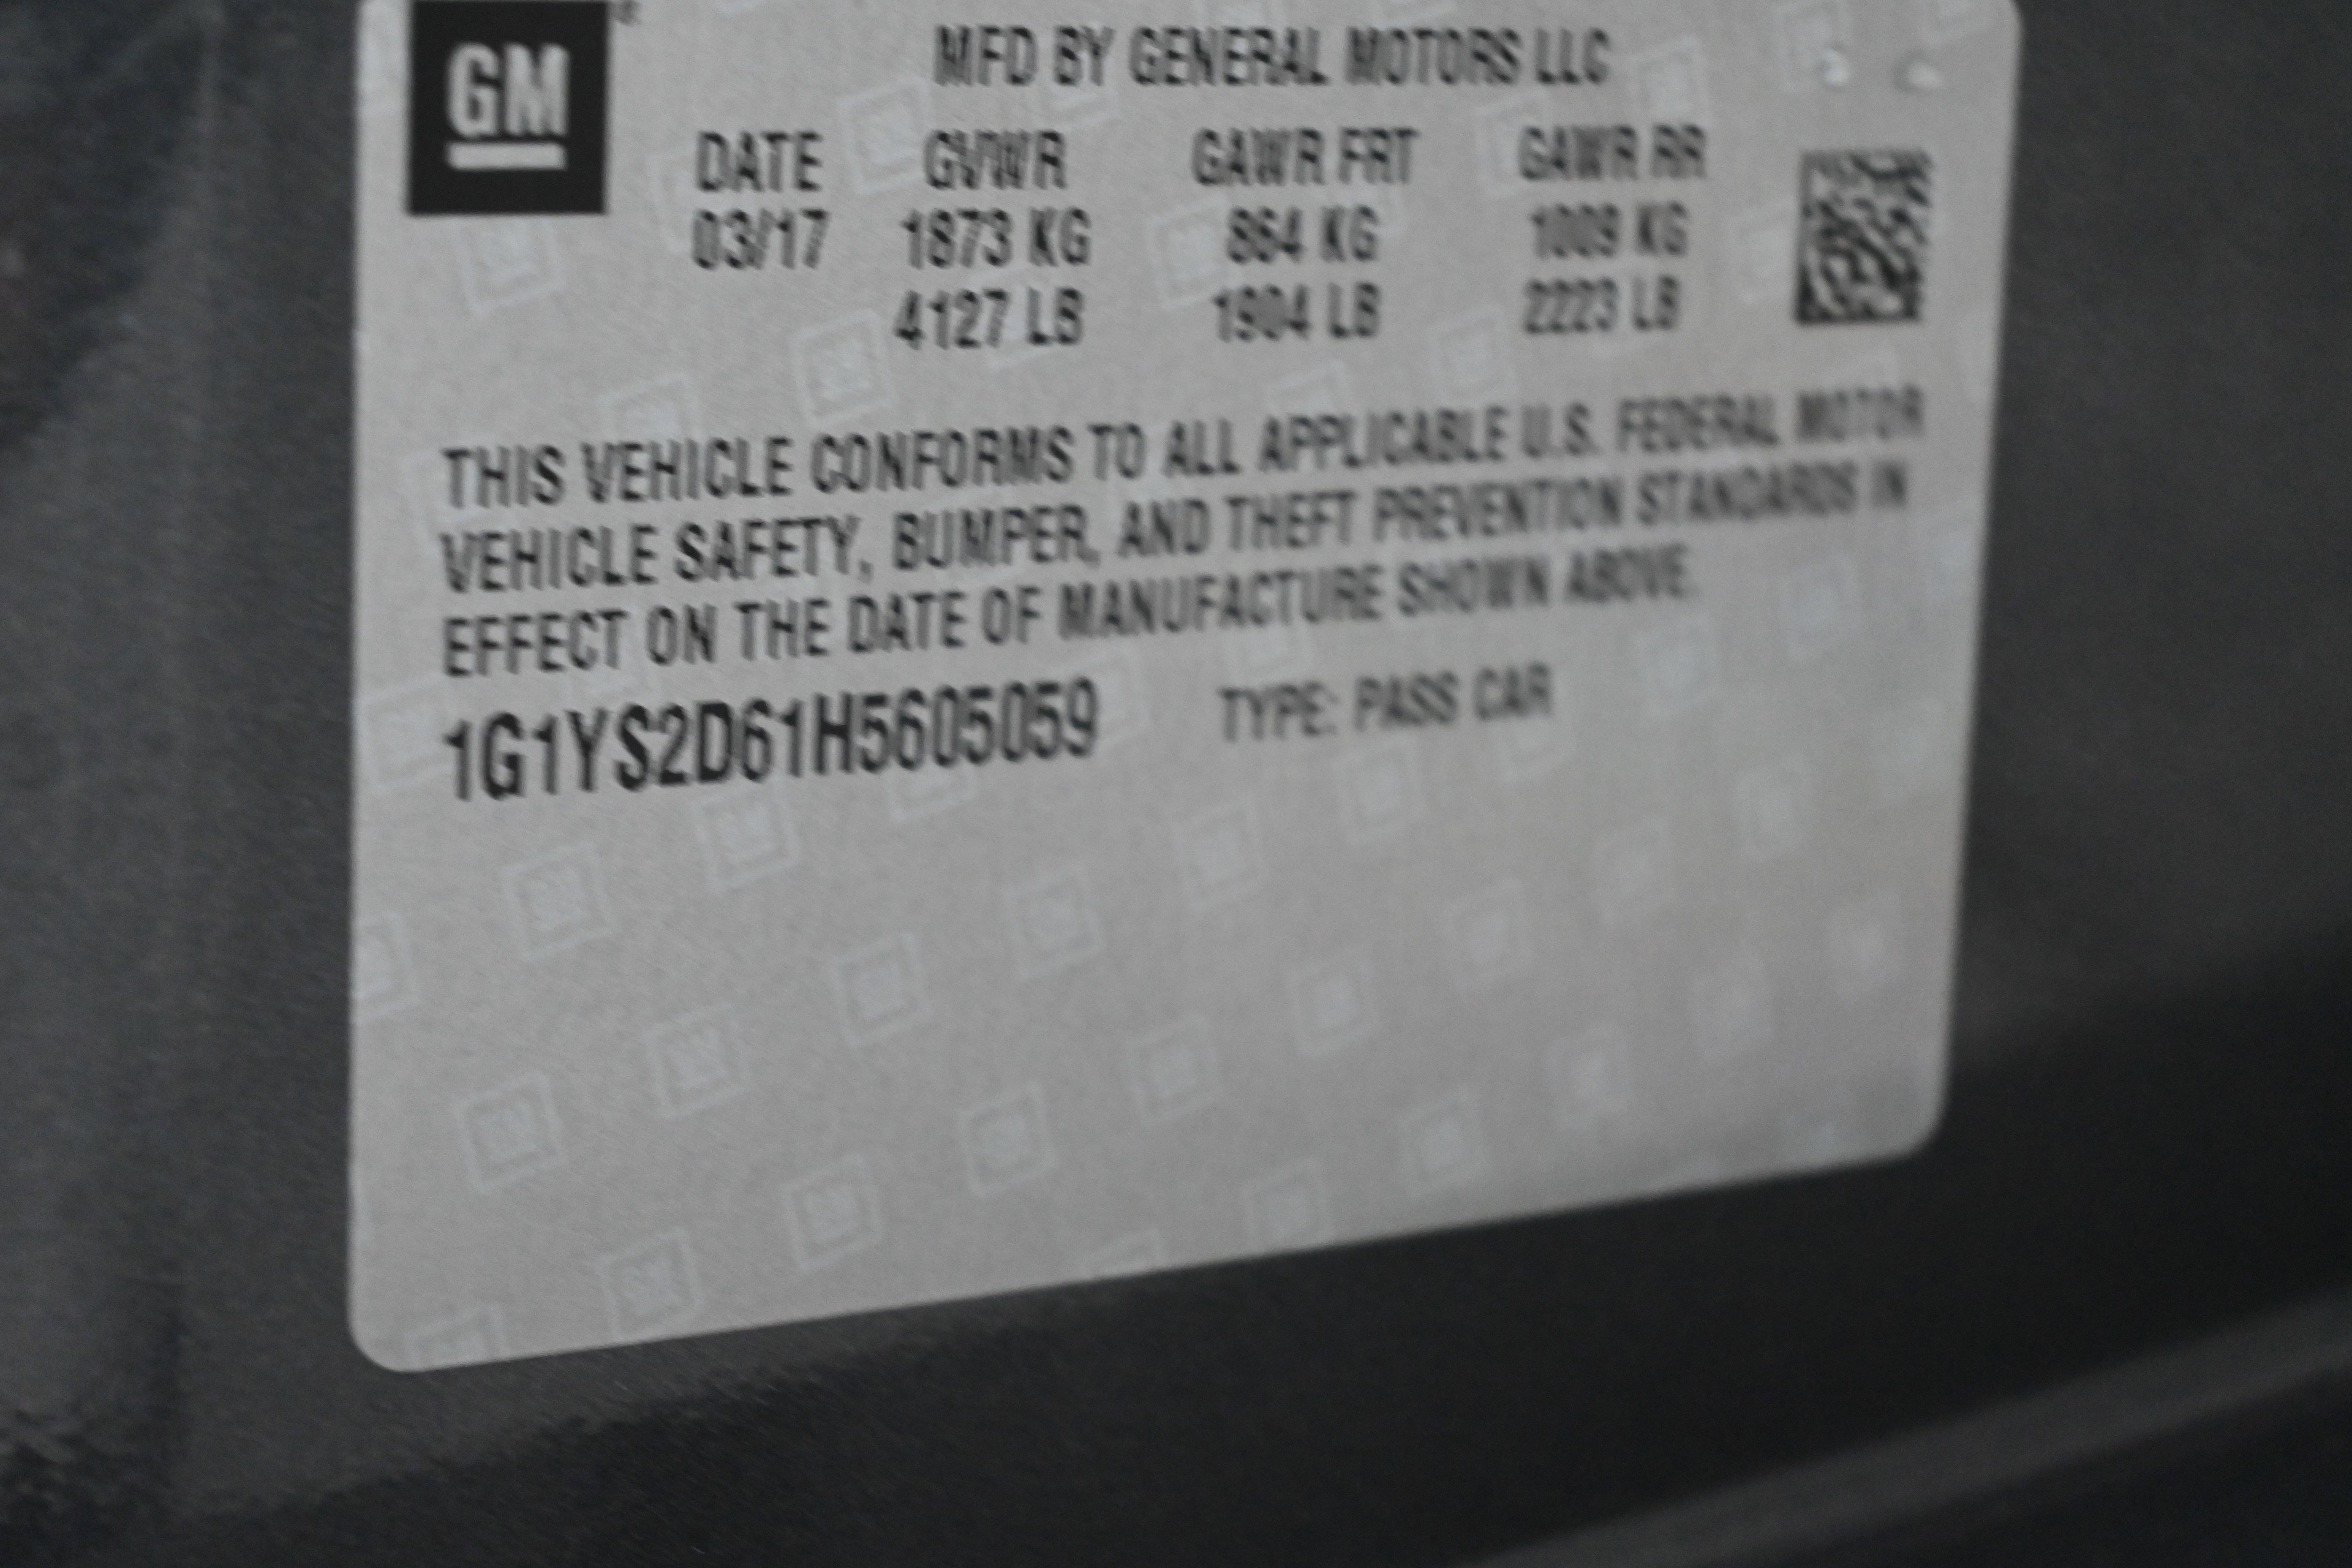 GM
MFD BY GENERAL MOTORS LLC
DATE GVWR GAWR FRT GAWR RR
03/17 1873 KG 864 KG 1009 KG
4127 LB 1904 LB 2223 LB
THIS VEHICLE CONFORMS TO ALL APPLICABLE U.S. FEDERAL MOTOR
VEHICLE SAFETY, BUMPER, AND THEFT PREVENTION STANDARDS IN
EFFECT ON THE DATE OF MANUFACTURE SHOWN ABOVE.
1G1YS2D61H5605059 TYPE: PASS CAR